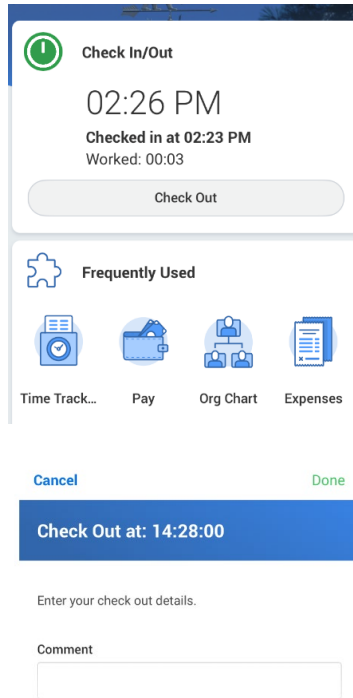 Check In/Out
02:26 PM
Checked in at 02:23 PM
Worked: 00:03
Check Out
Frequently Used
Time Track...
Pay
Org Chart
Expenses
Cancel
Done
Check Out at: 14:28:00
Enter your check out details.
Comment